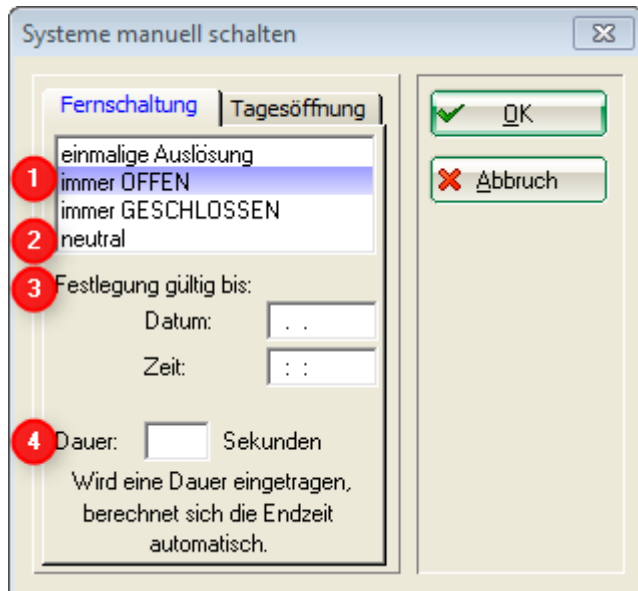 Systeme manuell schalten
Fernschaltung
Tagesöffnung
einmalige Auslösung
1 immer OFFEN
immer GESCHLOSSEN
2 neutral
3 Festlegung gültig bis:
Datum: . .
Zeit: : :
4 Dauer: Sekunden
Wird eine Dauer eingetragen,
berechnet sich die Endzeit
automatisch.
OK
Abbruch